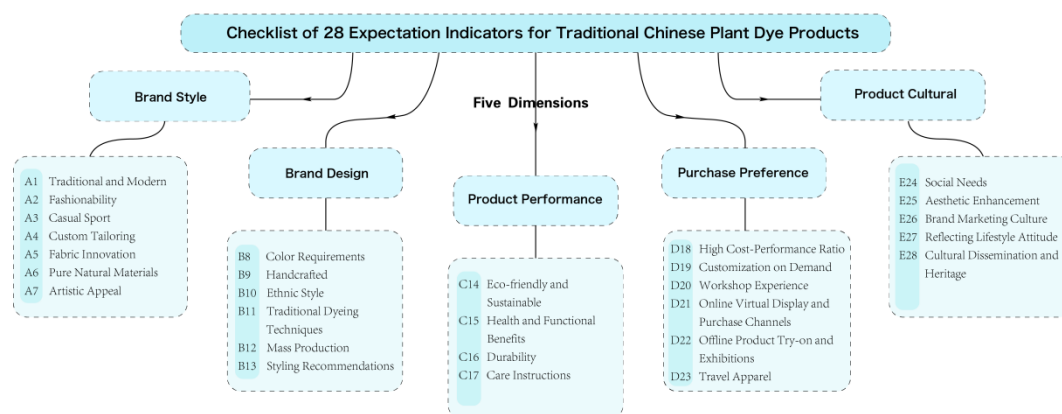 Checklist of 28 Expectation Indicators for Traditional Chinese Plant Dye Products
Five Dimensions
Brand Style
A1 Traditional and Modern
A2 Fashionability
A3 Casual Sport
A4 Custom Tailoring
A5 Fabric Innovation
A6 Pure Natural Materials
A7 Artistic Appeal
Brand Design
B8 Color Requirements
B9 Handcrafted
B10 Ethnic Style
B11 Traditional Dyeing
Techniques
B12 Mass Production
B13 Styling Recommendations
Product Performance
C14 Eco-friendly and
Sustainable
C15 Health and Functional
Benefits
C16 Durability
C17 Care Instructions
Purchase Preference
D18 High Cost-Performance Ratio
D19 Customization on Demand
D20 Workshop Experience
D21 Online Virtual Display and
Purchase Channels
D22 Offline Product Try-on and
Exhibitions
D23 Travel Apparel
Product Cultural
E24 Social Needs
E25 Aesthetic Enhancement
E26 Brand Marketing Culture
E27 Reflecting Lifestyle Attitude
E28 Cultural Dissemination and
Heritage